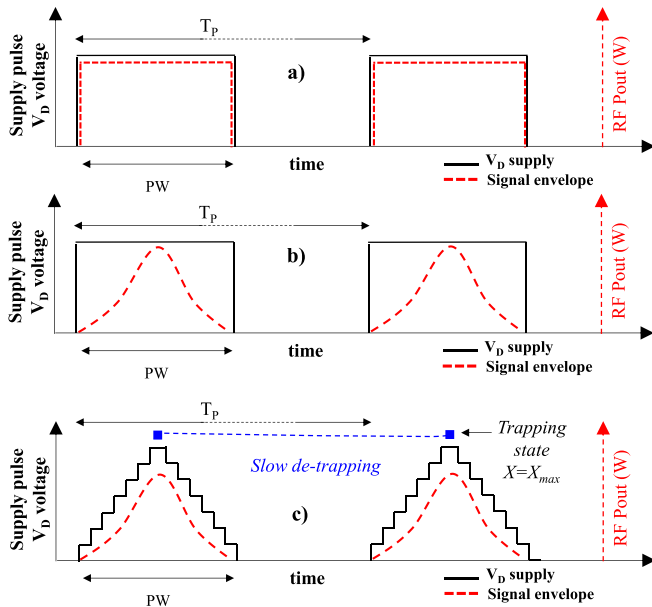 T_P
Supply pulse
V_D voltage
a)
RF Pout (W)
time
PW
V_D supply
Signal envelope
T_P
Supply pulse
V_D voltage
b)
RF Pout (W)
time
PW
V_D supply
Signal envelope
T_P
Trapping
state
X=X_max
Slow de-trapping
Supply pulse
V_D voltage
c)
RF Pout (W)
time
PW
V_D supply
Signal envelope